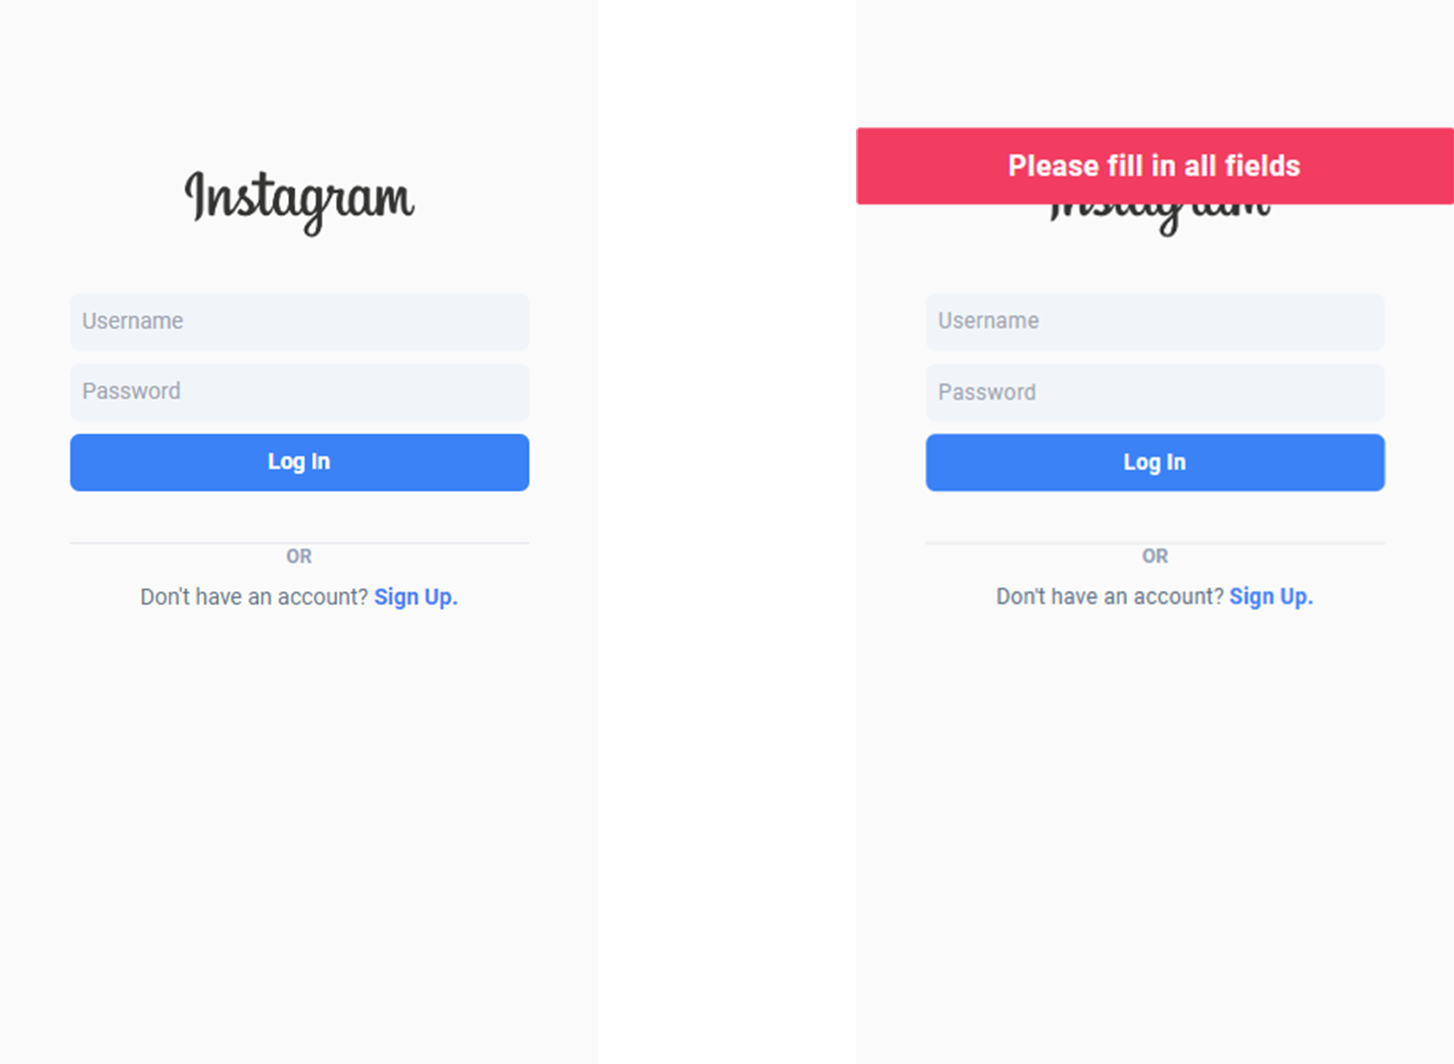 Instagram
Username
Password
Log In
OR
Don't have an account? Sign Up.
Please fill in all fields
Instagram
Username
Password
Log In
OR
Don't have an account? Sign Up.